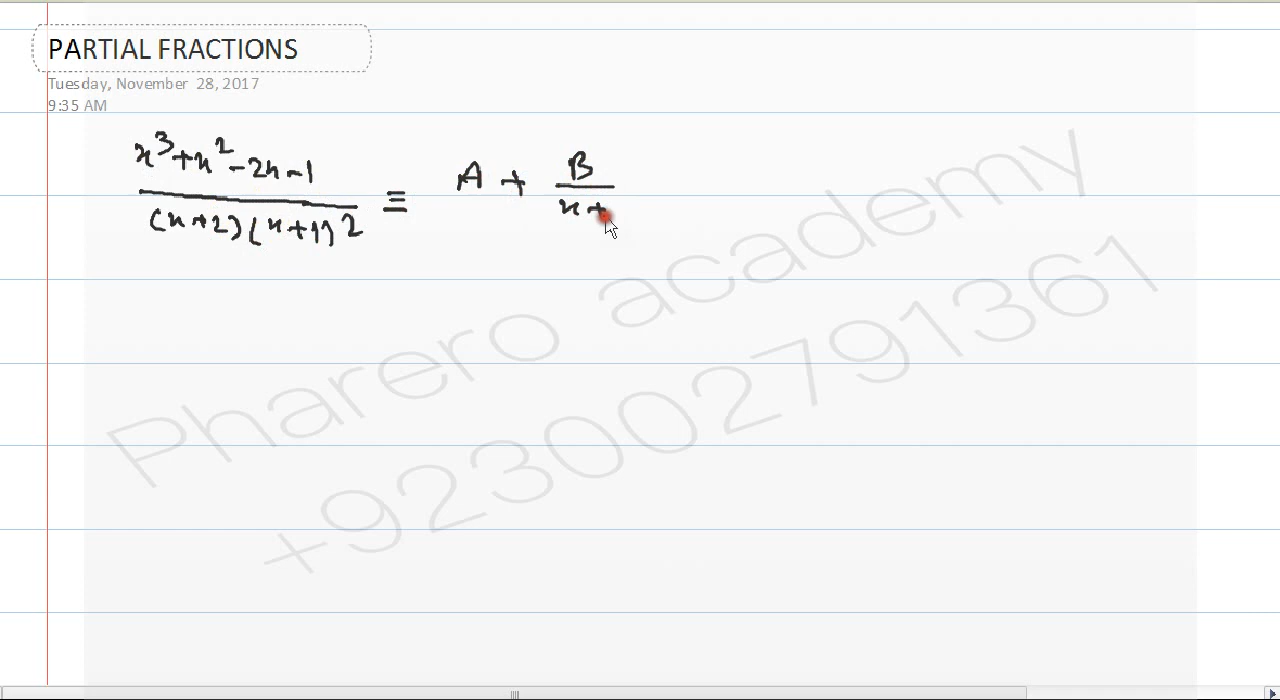 PARTIAL FRACTIONS
Tuesday, November 28, 2017
9:35 AM
x³+x²-2x-1
(x+2)(x+1)²
≡ A + B
x+
Pharero academy
+923002791361